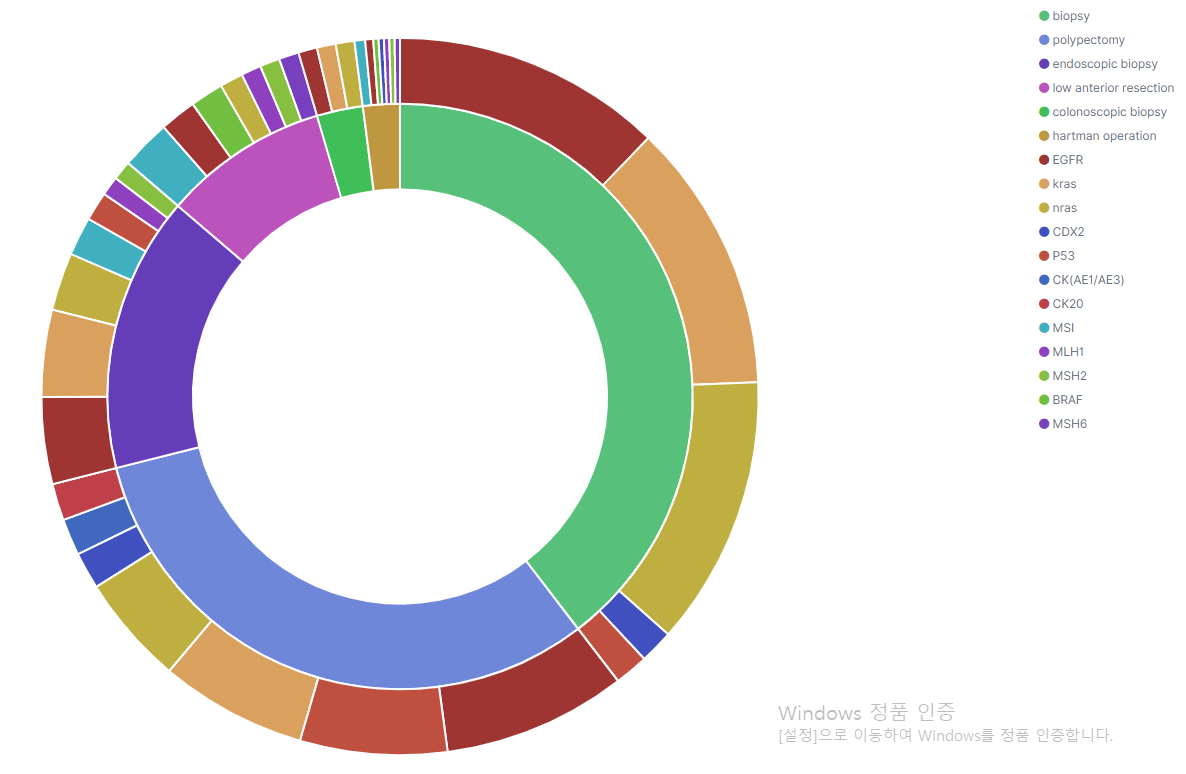 biopsy
polypectomy
endoscopic biopsy
low anterior resection
colonoscopic biopsy
hartman operation
EGFR
kras
nras
CDX2
P53
CK(AE1/AE3)
CK20
MSI
MLH1
MSH2
BRAF
MSH6
Windows 정품 인증
[설정]으로 이동하여 Windows를 정품 인증합니다.